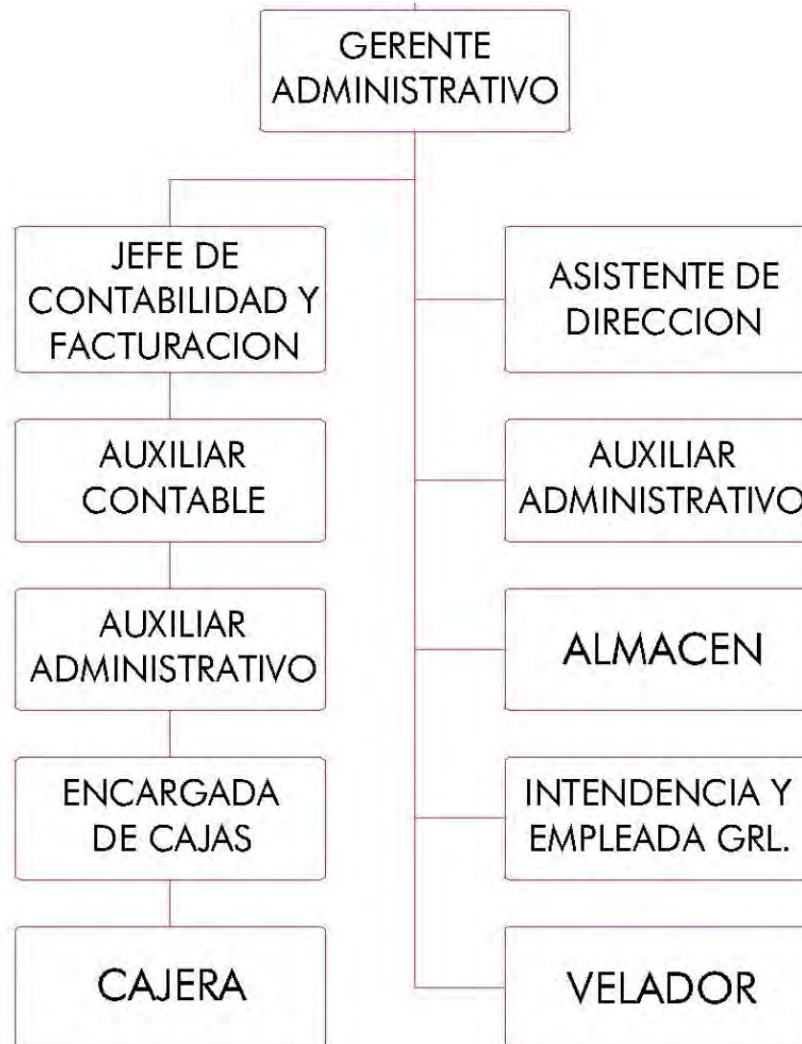 GERENTE
ADMINISTRATIVO
JEFE DE
CONTABILIDAD Y
FACTURACION
ASISTENTE DE
DIRECCION
AUXILIAR
CONTABLE
AUXILIAR
ADMINISTRATIVO
AUXILIAR
ADMINISTRATIVO
ALMACEN
ENCARGADA
DE CAJAS
INTENDENCIA Y
EMPLEADA GRL.
CAJERA
VELADOR